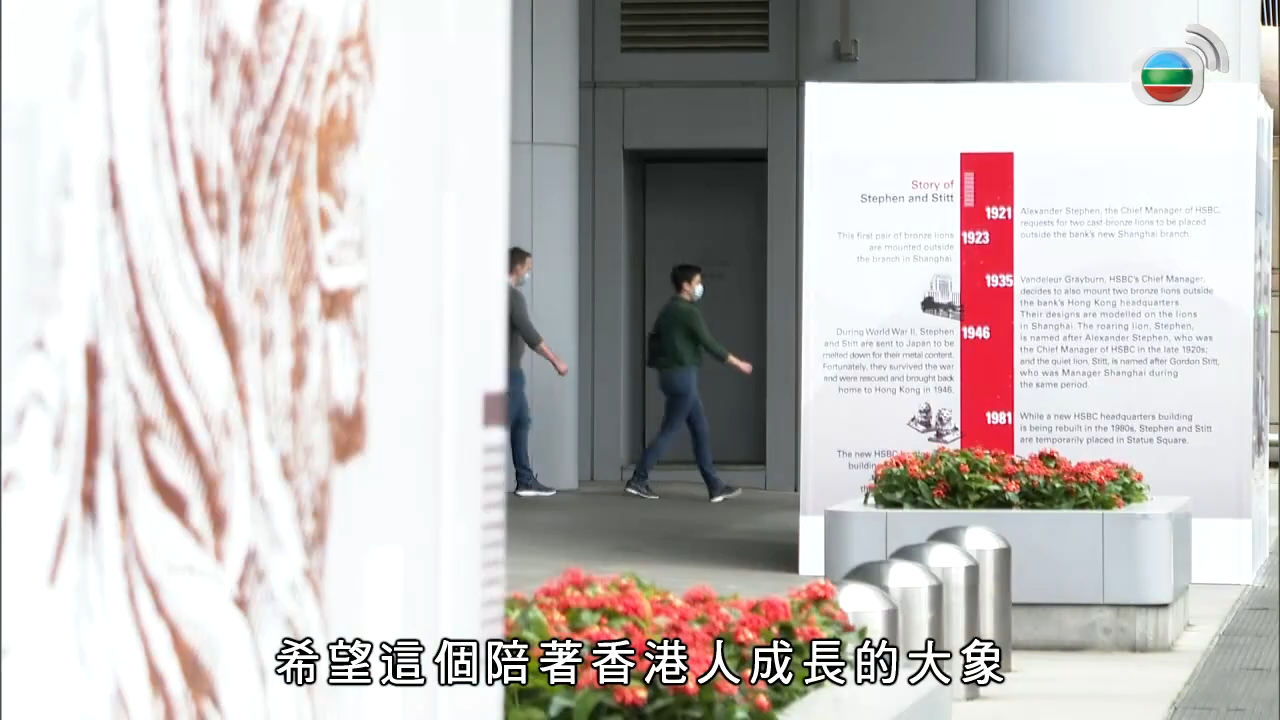 Story of
Stephen and Stitt
1921
Alexander Stephen, the Chief Manager of HSBC,
requests for two cast-bronze lions to be placed
outside the bank's new Shanghai branch.
1923
This first pair of bronze lions
are mounted outside
the branch in Shanghai.
1935
Vandeleur Grayburn, HSBC's Chief Manager,
decides to also mount two bronze lions outside
the bank's Hong Kong headquarters.
Their designs are modelled on the lions
in Shanghai. The roaring lion, Stephen,
is named after Alexander Stephen, who was
the Chief Manager of HSBC in the late 1920s;
and the quiet lion, Stitt, is named after Gordon Stitt,
who was Manager Shanghai during
the same period.
1946
During World War II, Stephen
and Stitt are sent to Japan to be
melted down for their metal content.
Fortunately, they survived the war
and were rescued and brought back
home to Hong Kong in 1946.
1981
While a new HSBC headquarters building
is being rebuilt in the 1980s, Stephen and Stitt
are temporarily placed in Statue Square.
The new HSBC
希望這個陪著香港人成長的大象